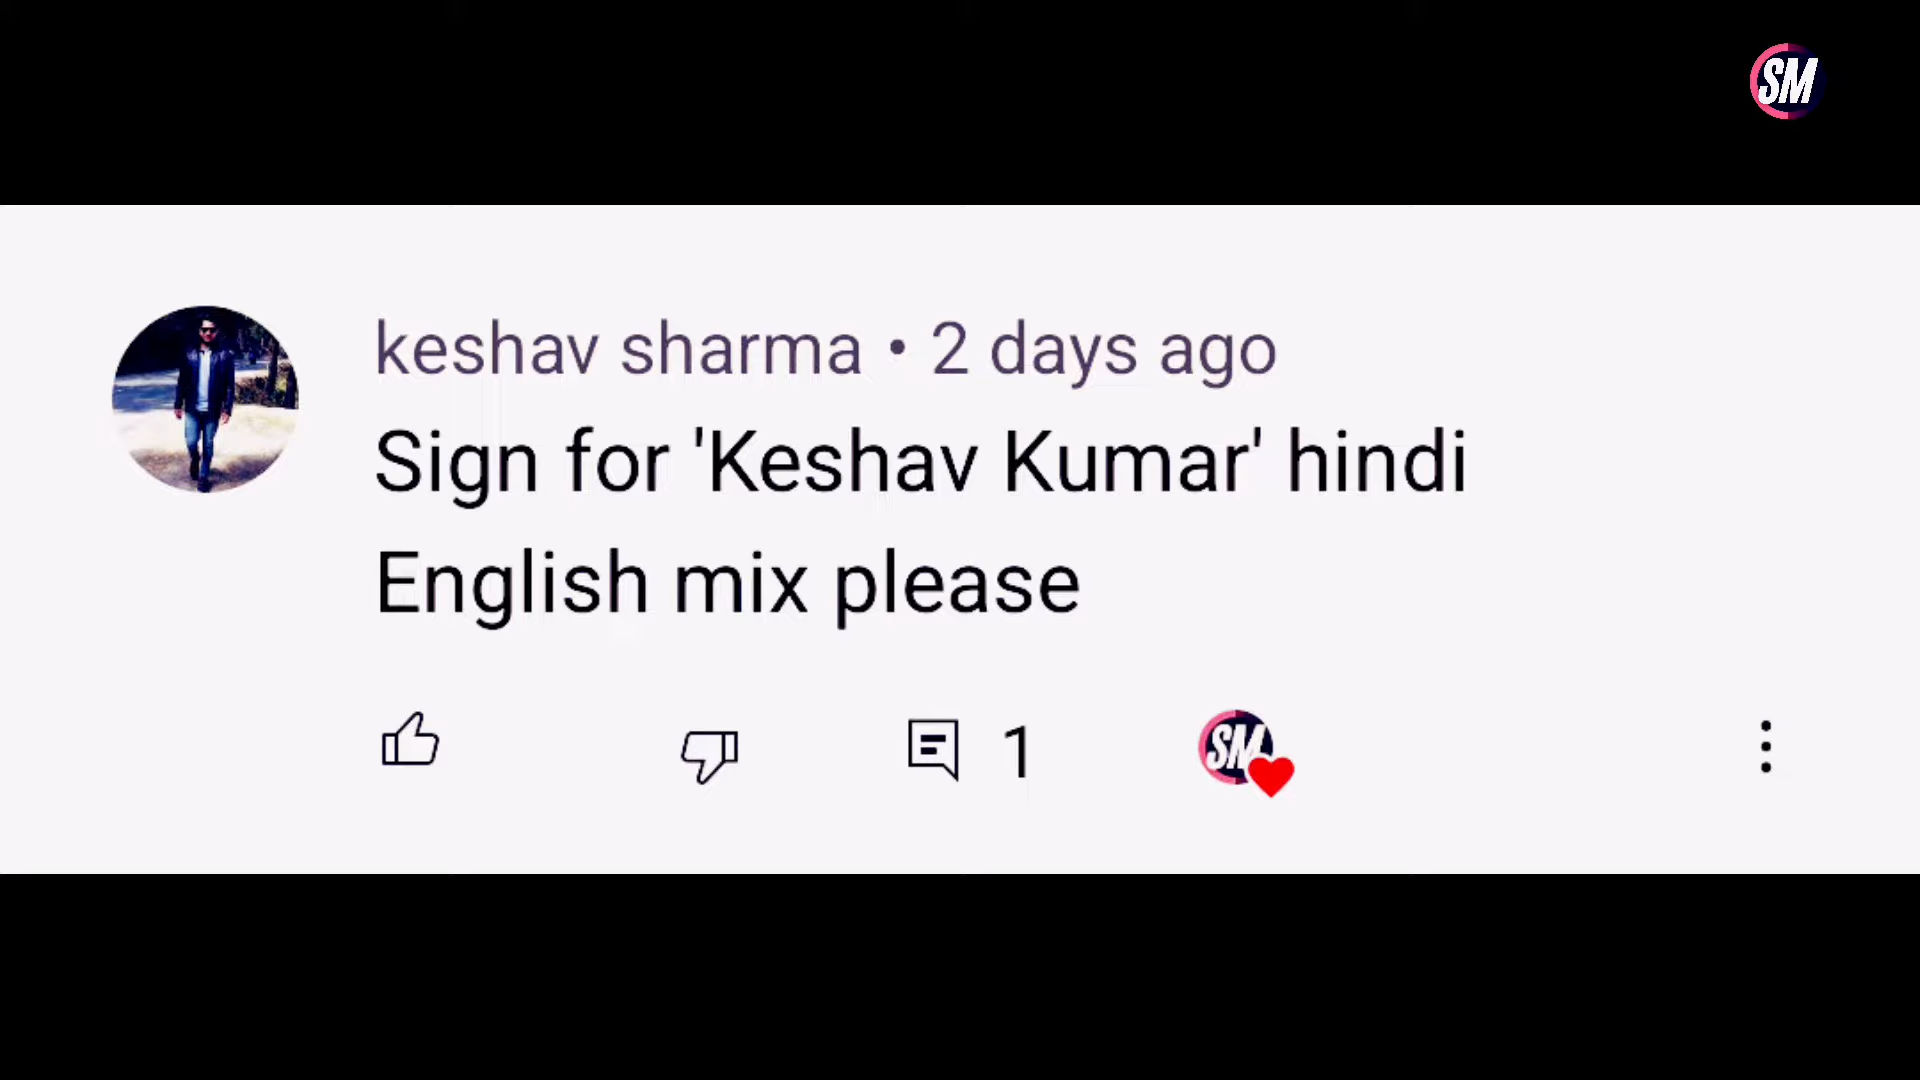 SM
keshav sharma • 2 days ago
Sign for 'Keshav Kumar' hindi
English mix please
1
SM